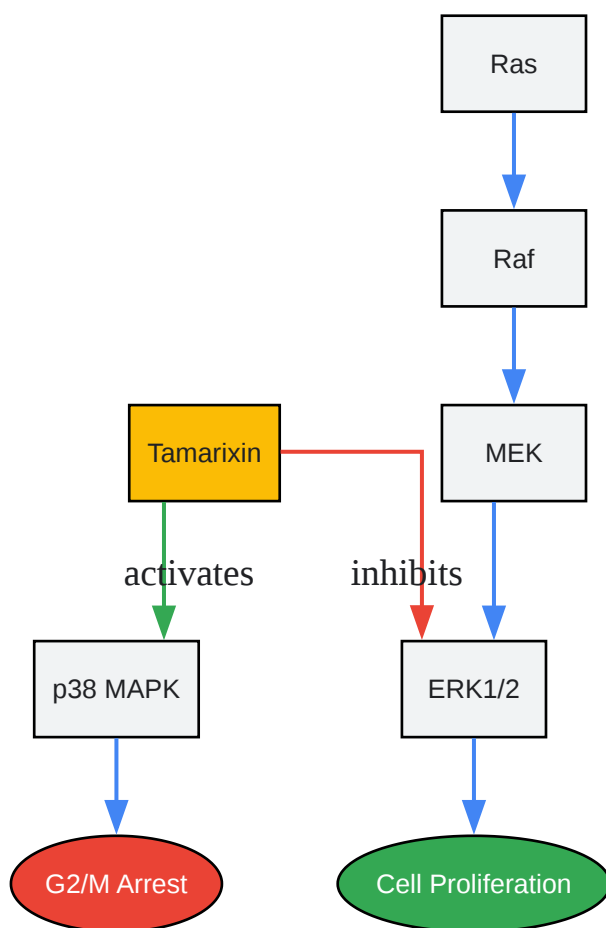 Ras
Raf
Tamarixin
MEK
activates
inhibits
p38 MAPK
ERK1/2
G2/M Arrest
Cell Proliferation